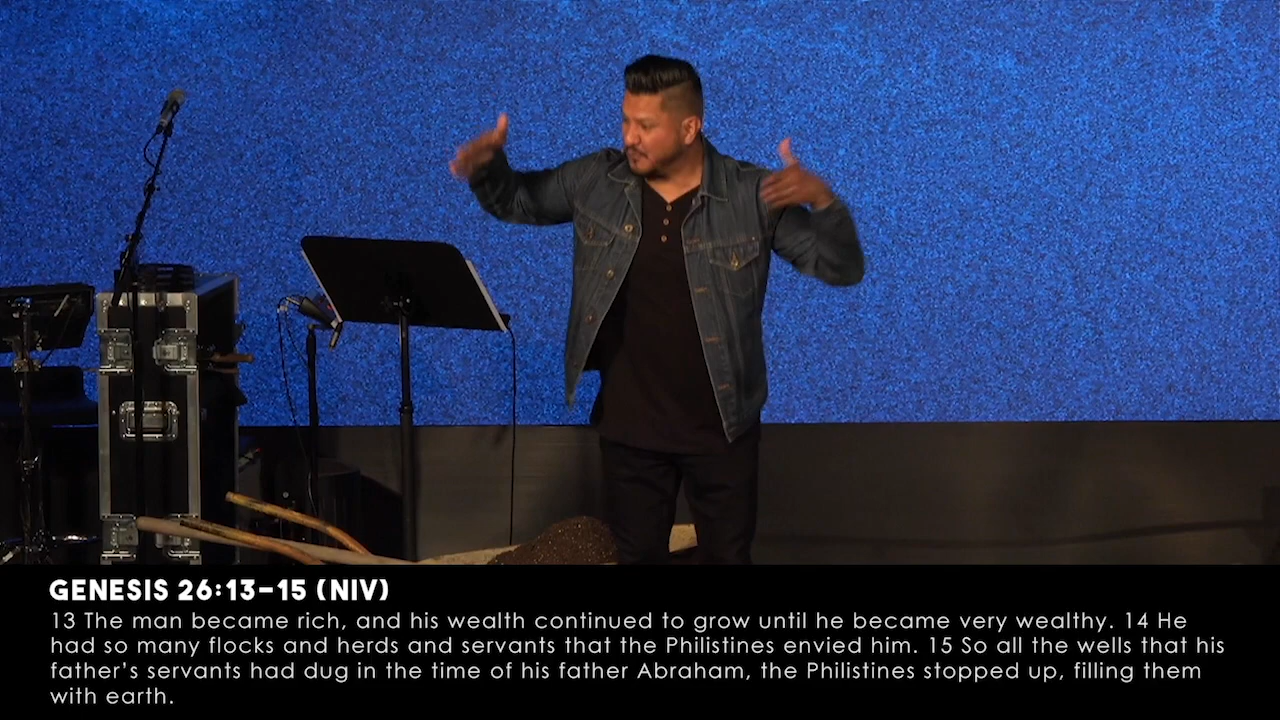 GENESIS 26:13-15 (NIV)
13 The man became rich, and his wealth continued to grow until he became very wealthy. 14 He
had so many flocks and herds and servants that the Philistines envied him. 15 So all the wells that his
father's servants had dug in the time of his father Abraham, the Philistines stopped up, filling them
with earth.